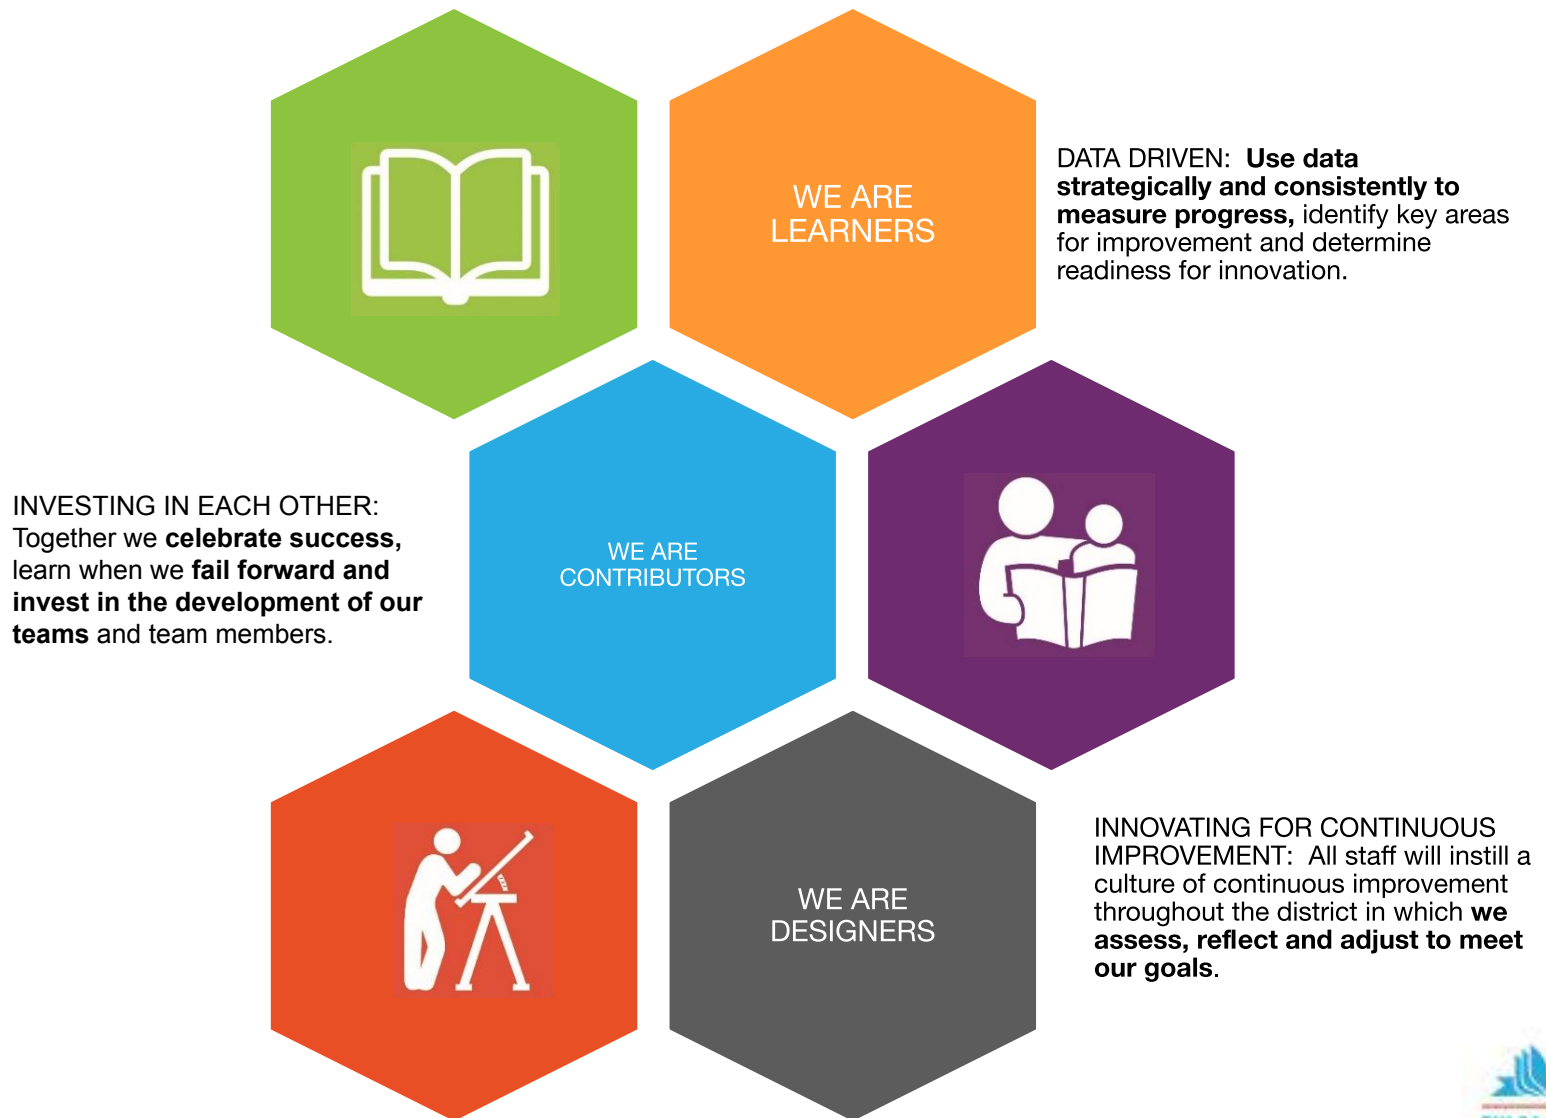 WE ARE
LEARNERS
DATA DRIVEN:  Use data
strategically and consistently to
measure progress, identify key areas
for improvement and determine
readiness for innovation.
INVESTING IN EACH OTHER:
Together we celebrate success,
learn when we fail forward and
invest in the development of our
teams and team members.
WE ARE
CONTRIBUTORS
WE ARE
DESIGNERS
INNOVATING FOR CONTINUOUS
IMPROVEMENT:  All staff will instill a
culture of continuous improvement
throughout the district in which we
assess, reflect and adjust to meet
our goals.